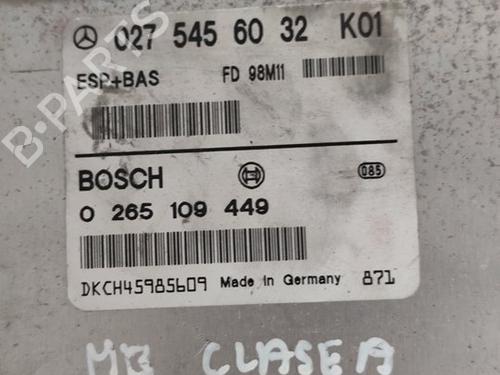 027 545 60 32 K01
ESP+BAS FD 98M11
BOSCH
085
0 265 109 449
DKCH45985609 Made in Germany 871
MB CLASE A
B-PARTS